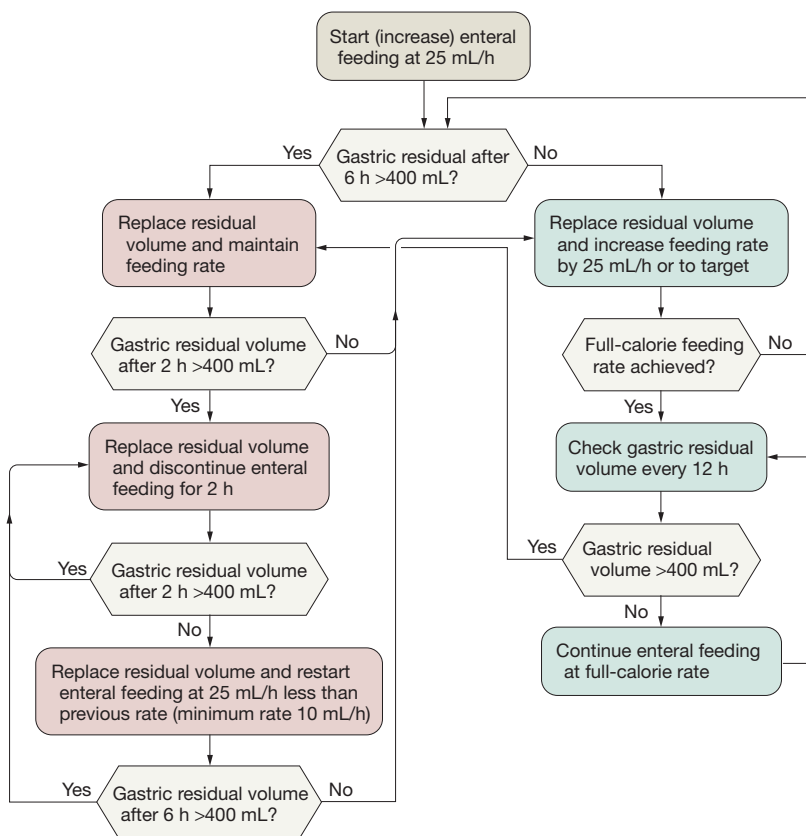 Start (increase) enteral
feeding at 25 mL/h
Yes
Gastric residual after
6 h >400 mL?
No
Replace residual
volume and maintain
feeding rate
Replace residual volume
and increase feeding rate
by 25 mL/h or to target
Gastric residual volume
after 2 h >400 mL?
No
Full-calorie feeding
rate achieved?
No
Yes
Yes
Replace residual volume
and discontinue enteral
feeding for 2 h
Check gastric residual
volume every 12 h
Yes
Gastric residual volume
after 2 h >400 mL?
Yes
Gastric residual
volume >400 mL?
No
No
Replace residual volume and restart
enteral feeding at 25 mL/h less than
previous rate (minimum rate 10 mL/h)
Continue enteral feeding
at full-calorie rate
Yes
Gastric residual volume
after 6 h >400 mL?
No